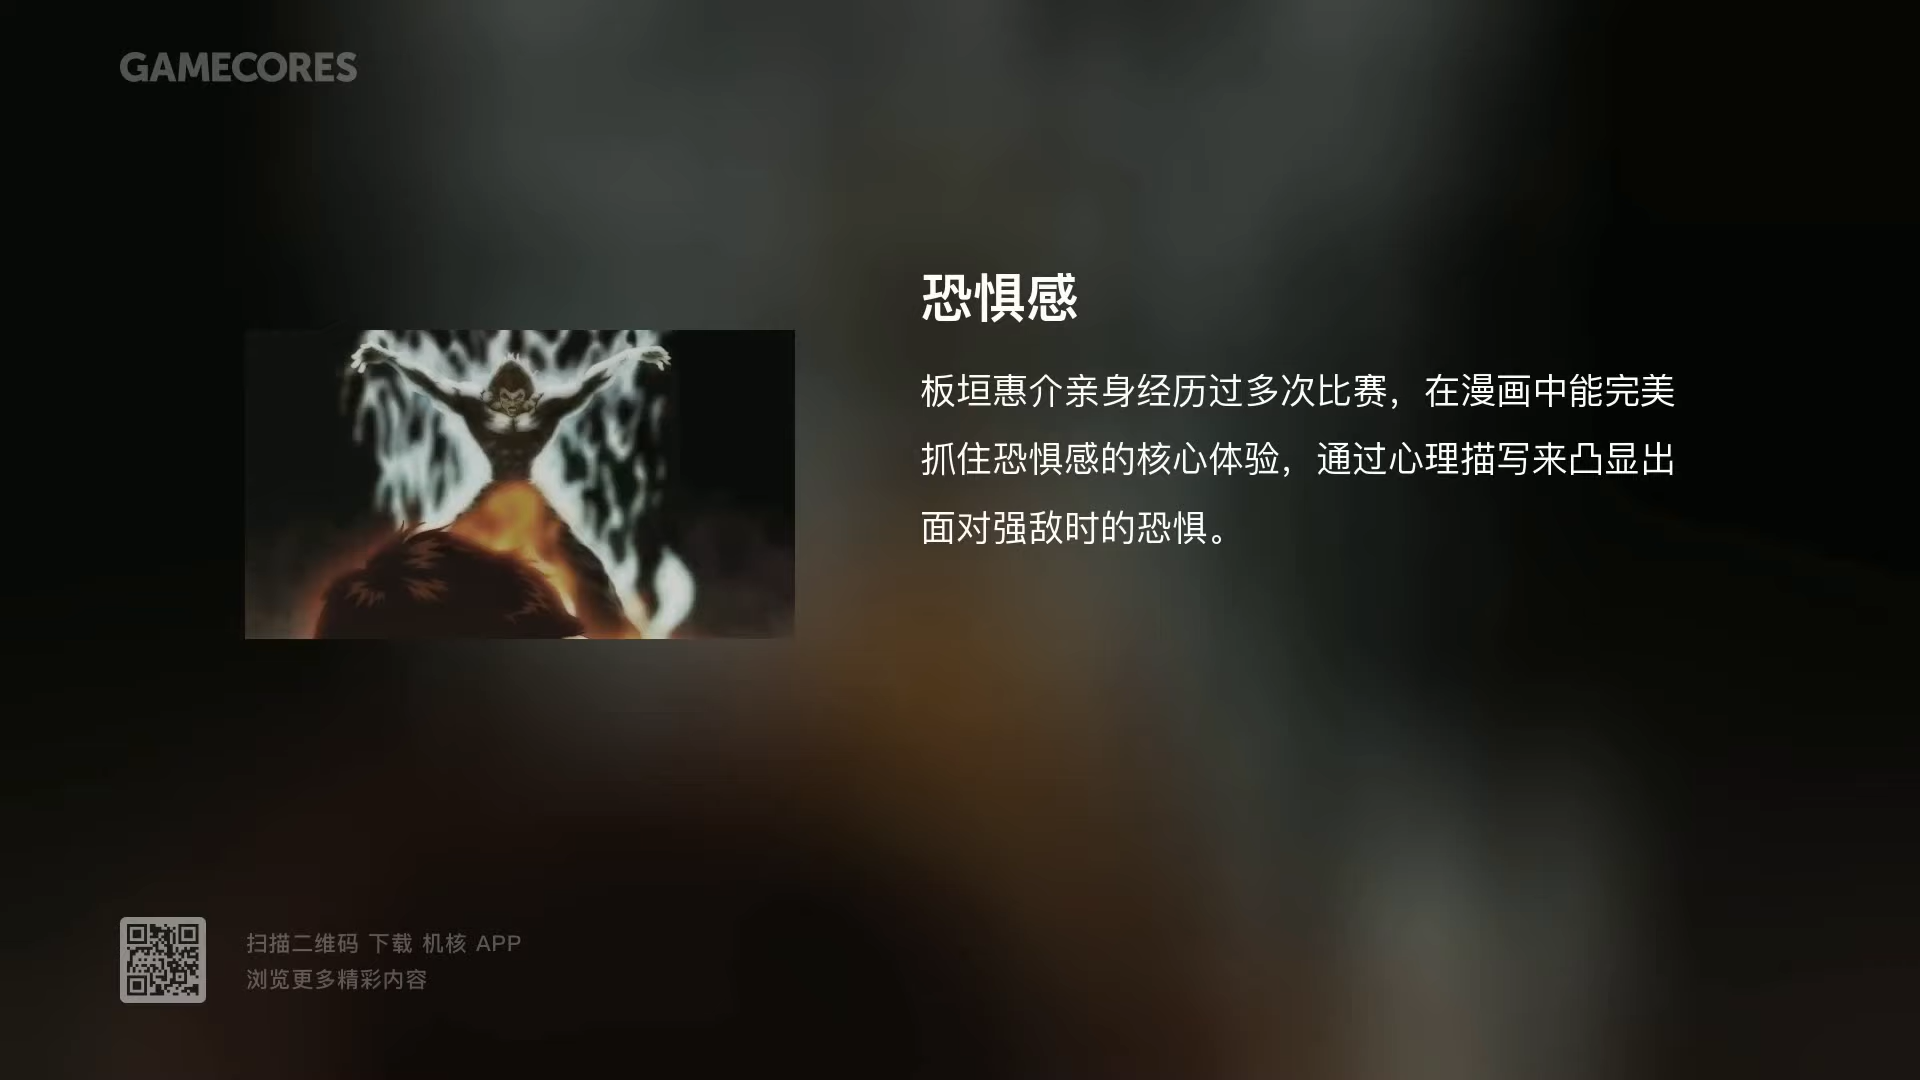 GAMECORES
恐惧感
板垣惠介亲身经历过多次比赛，在漫画中能完美
抓住恐惧感的核心体验，通过心理描写来凸显出
面对强敌时的恐惧。
扫描二维码 下载 机核 APP
浏览更多精彩内容